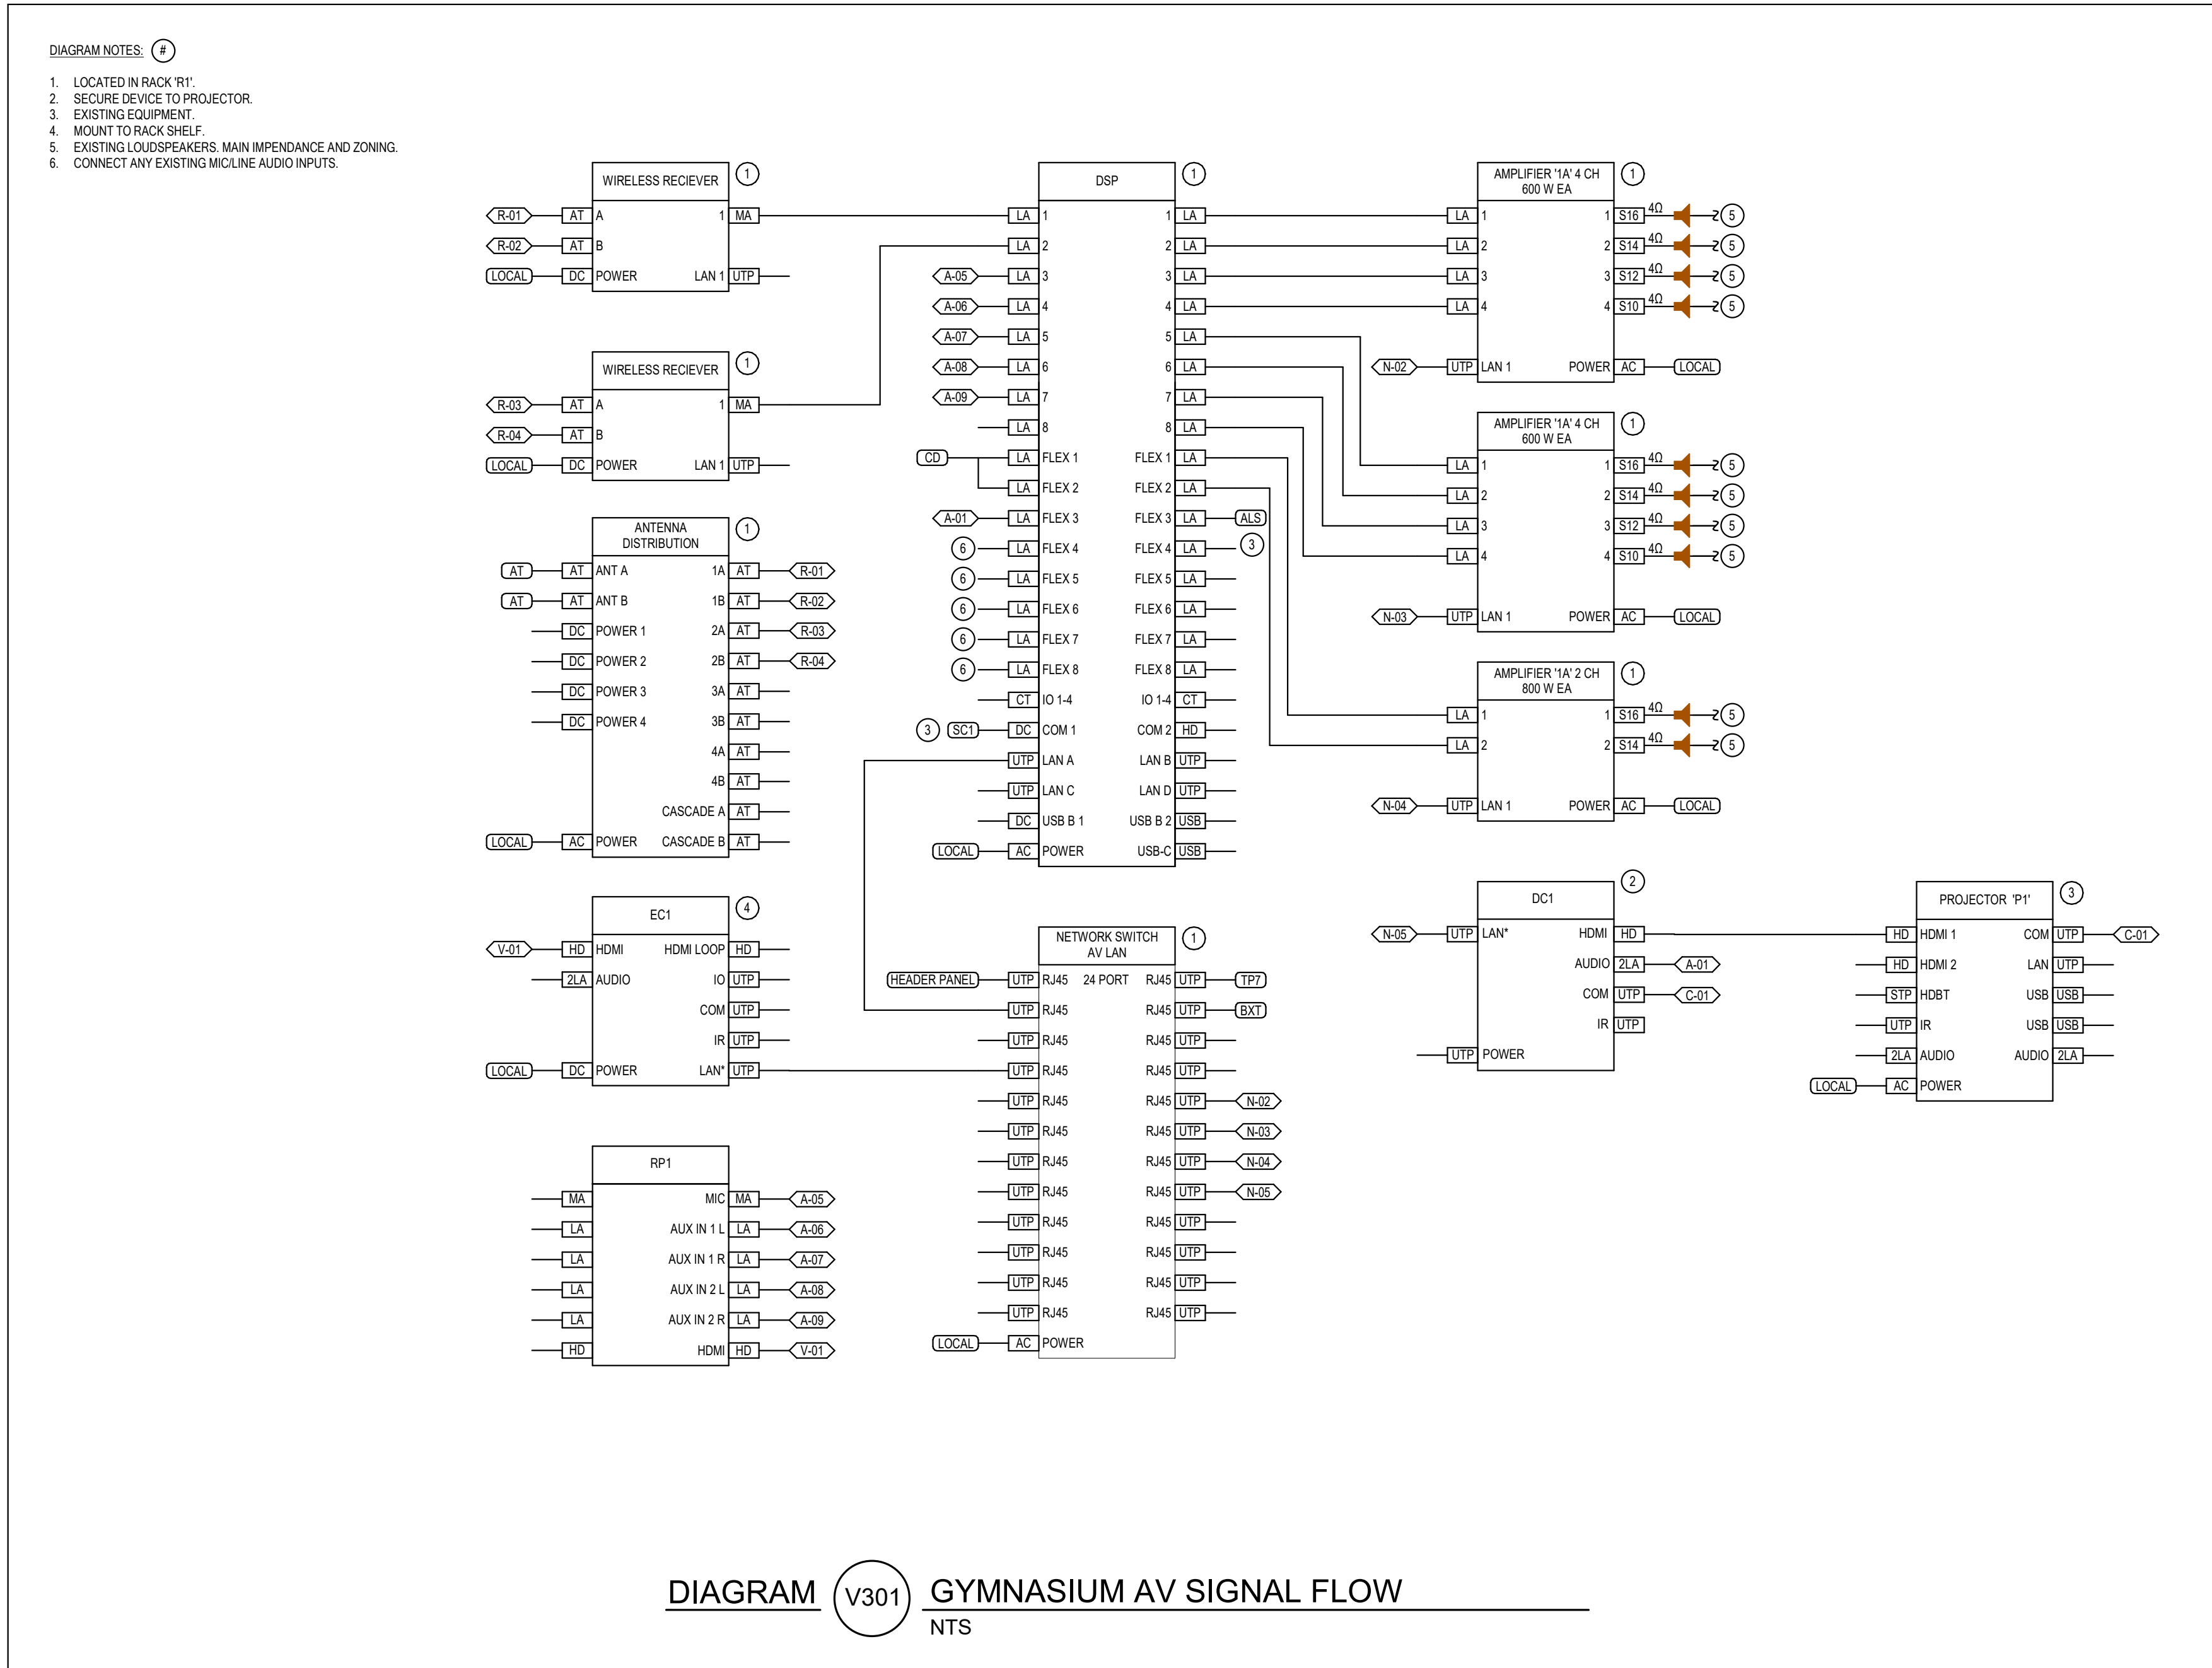 DIAGRAM NOTES: #
1. LOCATED IN RACK 'R1'.
2. SECURE DEVICE TO PROJECTOR.
3. EXISTING EQUIPMENT.
4. MOUNT TO RACK SHELF.
5. EXISTING LOUDSPEAKERS. MAIN IMPENDANCE AND ZONING.
6. CONNECT ANY EXISTING MIC/LINE AUDIO INPUTS.
WIRELESS RECIEVER 1
R-01 AT A 1 MA
R-02 AT B
LOCAL DC POWER LAN 1 UTP
WIRELESS RECIEVER 1
R-03 AT A 1 MA
R-04 AT B
LOCAL DC POWER LAN 1 UTP
ANTENNA
DISTRIBUTION 1
AT AT ANT A 1A AT R-01
AT AT ANT B 1B AT R-02
DC POWER 1 2A AT R-03
DC POWER 2 2B AT R-04
DC POWER 3 3A AT
DC POWER 4 3B AT
4A AT
4B AT
CASCADE A AT
LOCAL AC POWER CASCADE B AT
EC1 4
V-01 HD HDMI HDMI LOOP HD
2LA AUDIO IO UTP
COM UTP
IR UTP
LOCAL DC POWER LAN* UTP
RP1
MA MIC MA A-05
LA AUX IN 1 L LA A-06
LA AUX IN 1 R LA A-07
LA AUX IN 2 L LA A-08
LA AUX IN 2 R LA A-09
HD HDMI HD V-01
DSP 1
LA 1 1 LA
LA 2 2 LA
A-05 LA 3 3 LA
A-06 LA 4 4 LA
A-07 LA 5 5 LA
A-08 LA 6 6 LA
A-09 LA 7 7 LA
LA 8 8 LA
CD LA FLEX 1 FLEX 1 LA
LA FLEX 2 FLEX 2 LA
A-01 LA FLEX 3 FLEX 3 LA ALS
6 LA FLEX 4 FLEX 4 LA 3
6 LA FLEX 5 FLEX 5 LA
6 LA FLEX 6 FLEX 6 LA
6 LA FLEX 7 FLEX 7 LA
6 LA FLEX 8 FLEX 8 LA
CT IO 1-4 IO 1-4 CT
3 SC1 DC COM 1 COM 2 HD
UTP LAN A LAN B UTP
UTP LAN C LAN D UTP
DC USB B 1 USB B 2 USB
LOCAL AC POWER USB-C USB
NETWORK SWITCH
AV LAN 1
HEADER PANEL UTP RJ45 24 PORT RJ45 UTP TP7
UTP RJ45 RJ45 UTP BXT
UTP RJ45 RJ45 UTP
UTP RJ45 RJ45 UTP
UTP RJ45 RJ45 UTP N-02
UTP RJ45 RJ45 UTP N-03
UTP RJ45 RJ45 UTP N-04
UTP RJ45 RJ45 UTP N-05
UTP RJ45 RJ45 UTP
UTP RJ45 RJ45 UTP
UTP RJ45 RJ45 UTP
UTP RJ45 RJ45 UTP
LOCAL AC POWER
AMPLIFIER '1A' 4 CH
600 W EA 1
LA 1 1 S16 4Ω 5
LA 2 2 S14 4Ω 5
LA 3 3 S12 4Ω 5
LA 4 4 S10 4Ω 5
N-02 UTP LAN 1 POWER AC LOCAL
AMPLIFIER '1A' 4 CH
600 W EA 1
LA 1 1 S16 4Ω 5
LA 2 2 S14 4Ω 5
LA 3 3 S12 4Ω 5
LA 4 4 S10 4Ω 5
N-03 UTP LAN 1 POWER AC LOCAL
AMPLIFIER '1A' 2 CH
800 W EA 1
LA 1 1 S16 4Ω 5
LA 2 2 S14 4Ω 5
N-04 UTP LAN 1 POWER AC LOCAL
DC1 2
N-05 UTP LAN* HDMI HD
AUDIO 2LA A-01
COM UTP C-01
IR UTP
UTP POWER
PROJECTOR 'P1' 3
HD HDMI 1 COM UTP C-01
HD HDMI 2 LAN UTP
STP HDBT USB USB
UTP IR USB USB
2LA AUDIO AUDIO 2LA
LOCAL AC POWER
DIAGRAM V301 GYMNASIUM AV SIGNAL FLOW
NTS